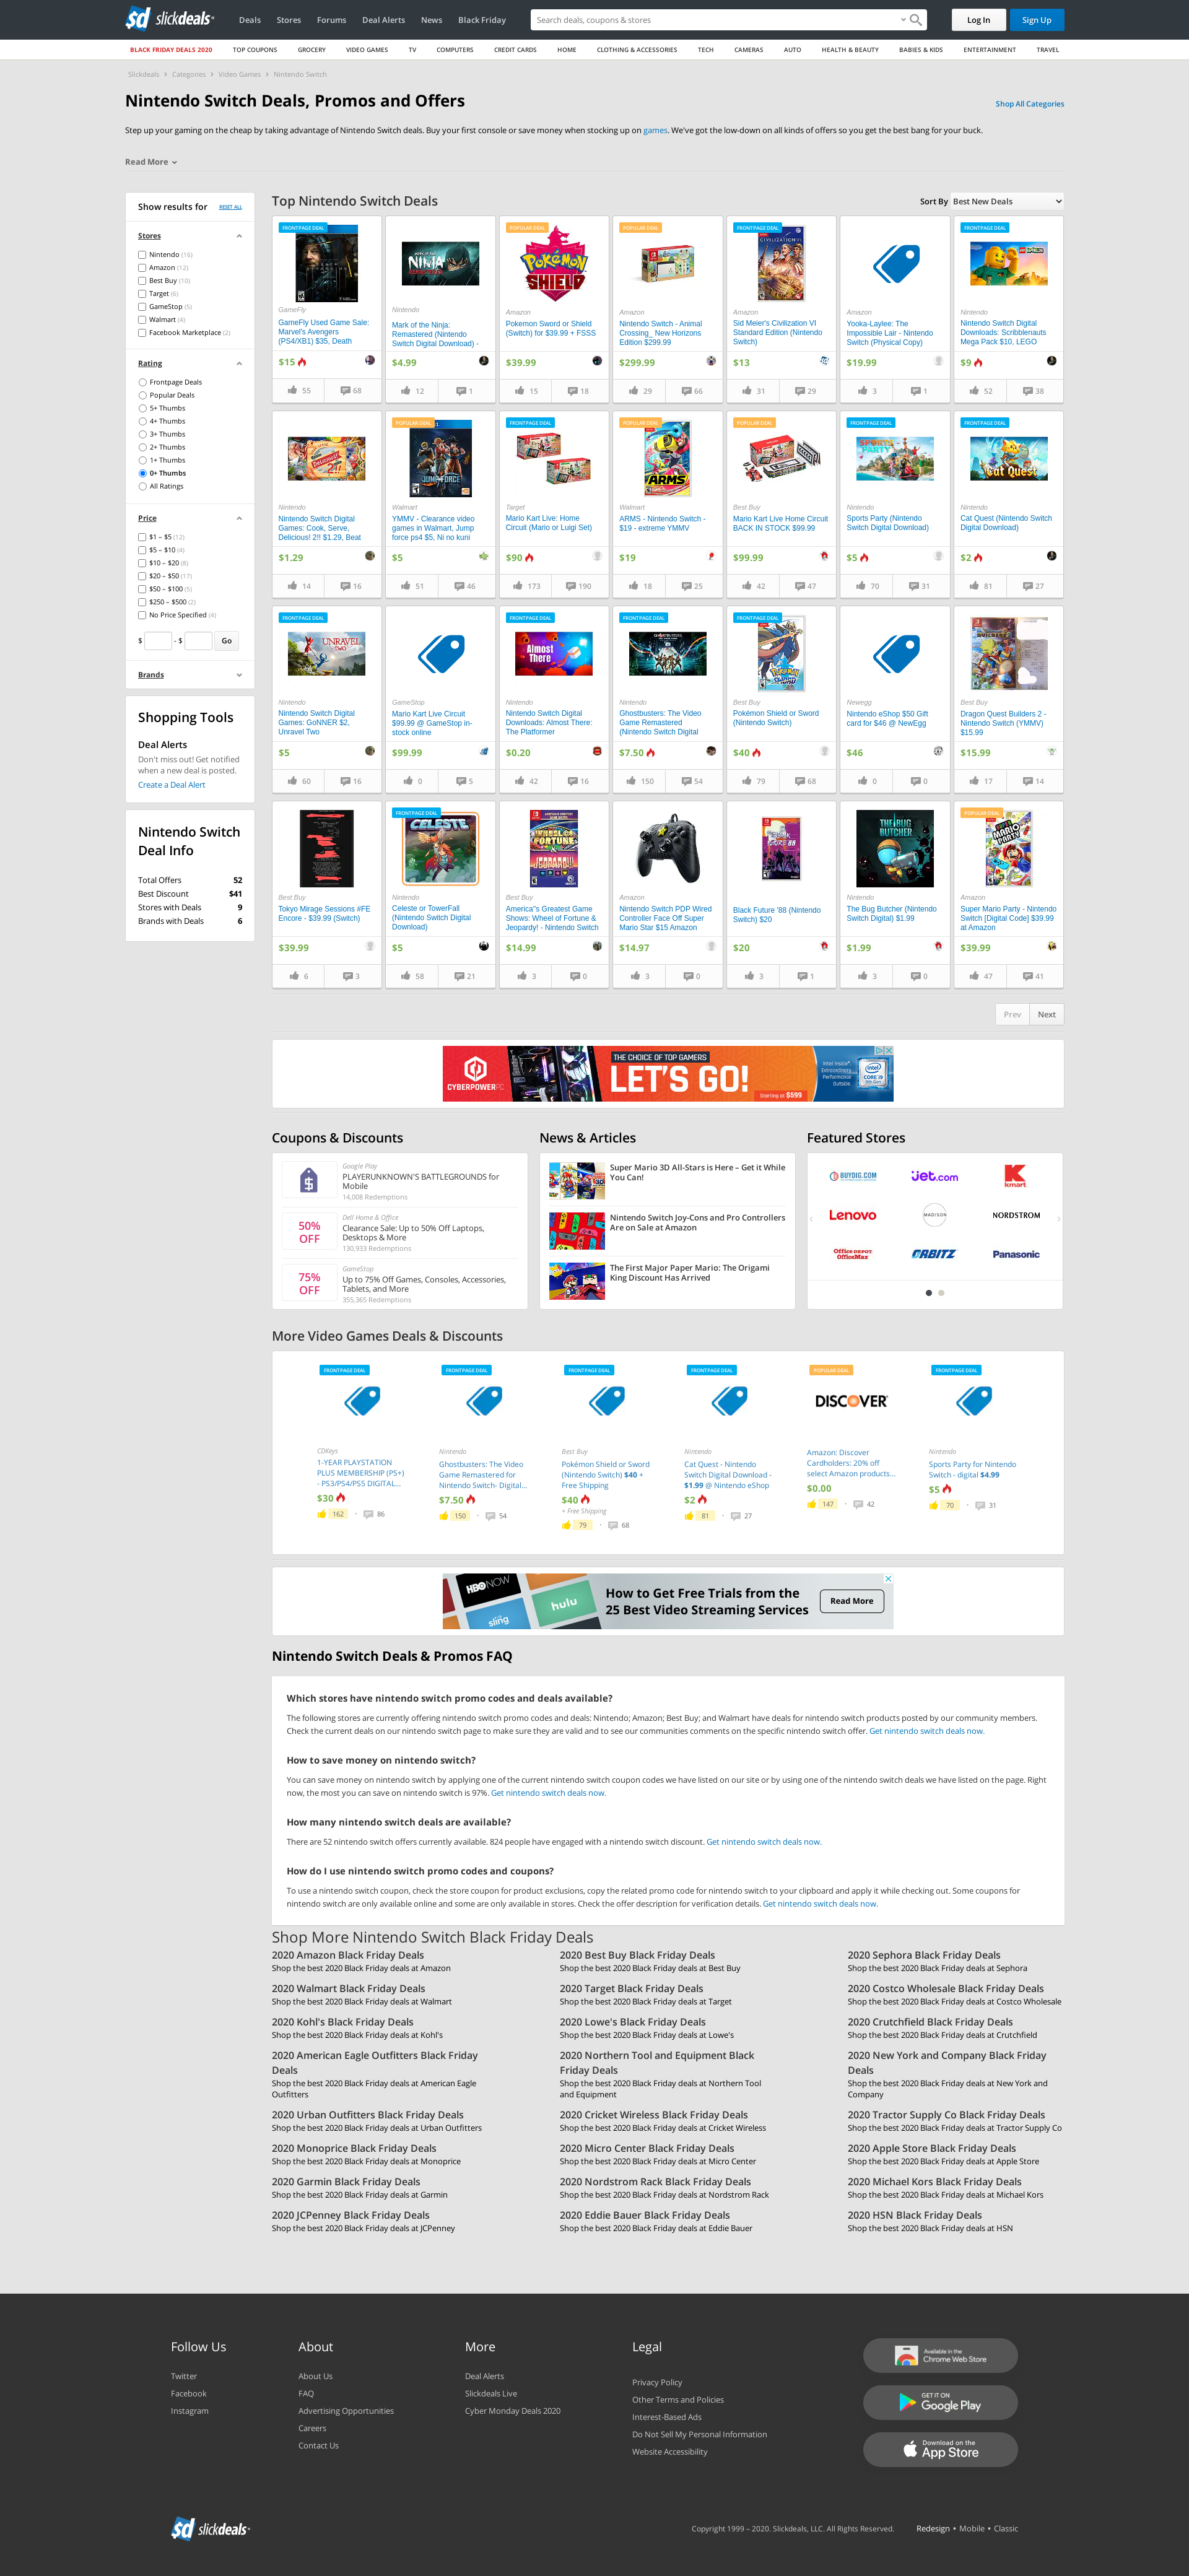 slickdeals
Deals Stores Forums Deal Alerts News Black Friday
Search deals, coupons & stores
Log In
Sign Up
BLACK FRIDAY DEALS 2020 TOP COUPONS GROCERY VIDEO GAMES TV COMPUTERS CREDIT CARDS HOME CLOTHING & ACCESSORIES TECH CAMERAS AUTO HEALTH & BEAUTY BABIES & KIDS ENTERTAINMENT TRAVEL
Slickdeals > Categories > Video Games > Nintendo Switch
Nintendo Switch Deals, Promos and Offers
Shop All Categories
Step up your gaming on the cheap by taking advantage of Nintendo Switch deals. Buy your first console or save money when stocking up on games. We've got the low-down on all kinds of offers so you get the best bang for your buck.
Read More
Show results for
RESET ALL
Stores
Nintendo (16)
Amazon (12)
Best Buy (10)
Target (6)
GameStop (5)
Walmart (4)
Facebook Marketplace (2)
Rating
Frontpage Deals
Popular Deals
5+ Thumbs
4+ Thumbs
3+ Thumbs
2+ Thumbs
1+ Thumbs
0+ Thumbs
All Ratings
Price
$1 – $5 (12)
$5 – $10 (4)
$10 – $20 (8)
$20 – $50 (17)
$50 – $100 (5)
$250 – $500 (2)
No Price Specified (4)
$ - $ Go
Brands
Shopping Tools
Deal Alerts
Don't miss out! Get notified
when a new deal is posted.
Create a Deal Alert
Nintendo Switch
Deal Info
Total Offers 52
Best Discount $41
Stores with Deals 9
Brands with Deals 6
Top Nintendo Switch Deals
Sort By Best New Deals
FRONTPAGE DEAL
GameFly
GameFly Used Game Sale:
Marvel's Avengers
(PS4/XB1) $35, Death
$15
55 68
NINJA
Nintendo
Mark of the Ninja:
Remastered (Nintendo
Switch Digital Download) -
$4.99
12 1
POPULAR DEAL
POKéMON SHIELD
Amazon
Pokemon Sword or Shield
(Switch) for $39.99 + FSSS
$39.99
15 18
POPULAR DEAL
Amazon
Nintendo Switch - Animal
Crossing_ New Horizons
Edition $299.99
$299.99
29 66
FRONTPAGE DEAL
CIVILIZATION
Amazon
Sid Meier's Civilization VI
Standard Edition (Nintendo
Switch)
$13
31 29
Amazon
Yooka-Laylee: The
Impossible Lair - Nintendo
Switch (Physical Copy)
$19.99
3 1
FRONTPAGE DEAL
Nintendo
Nintendo Switch Digital
Downloads: Scribblenauts
Mega Pack $10, LEGO
$9
52 38
Nintendo
Nintendo Switch Digital
Games: Cook, Serve,
Delicious! 2!! $1.29, Beat
$1.29
14 16
POPULAR DEAL
JUMP FORCE
Walmart
YMMV - Clearance video
games in Walmart, Jump
force ps4 $5, Ni no kuni
$5
51 46
FRONTPAGE DEAL
Target
Mario Kart Live: Home
Circuit (Mario or Luigi Set)
$90
173 190
POPULAR DEAL
ARMS
Walmart
ARMS - Nintendo Switch -
$19 - extreme YMMV
$19
18 25
POPULAR DEAL
Best Buy
Mario Kart Live Home Circuit
BACK IN STOCK $99.99
$99.99
42 47
FRONTPAGE DEAL
SPORTS PARTY
Nintendo
Sports Party (Nintendo
Switch Digital Download)
$5
70 31
FRONTPAGE DEAL
Cat Quest
Nintendo
Cat Quest (Nintendo Switch
Digital Download)
$2
81 27
FRONTPAGE DEAL
UNRAVEL TWO
Nintendo
Nintendo Switch Digital
Games: GoNNER $2,
Unravel Two
$5
60 16
GameStop
Mario Kart Live Circuit
$99.99 @ GameStop in-
stock online
$99.99
0 5
FRONTPAGE DEAL
Almost There
Nintendo
Nintendo Switch Digital
Downloads: Almost There:
The Platformer
$0.20
42 16
FRONTPAGE DEAL
GHOSTBUSTERS
Nintendo
Ghostbusters: The Video
Game Remastered
(Nintendo Switch Digital
$7.50
150 54
FRONTPAGE DEAL
Best Buy
Pokémon Shield or Sword
(Nintendo Switch)
$40
79 68
Newegg
Nintendo eShop $50 Gift
card for $46 @ NewEgg
$46
0 0
Best Buy
Dragon Quest Builders 2 -
Nintendo Switch (YMMV)
$15.99
$15.99
17 14
Best Buy
Tokyo Mirage Sessions #FE
Encore - $39.99 (Switch)
$39.99
6 3
FRONTPAGE DEAL
CELESTE
Nintendo
Celeste or TowerFall
(Nintendo Switch Digital
Download)
$5
58 21
WHEEL OF FORTUNE & JEOPARDY!
Best Buy
America''s Greatest Game
Shows: Wheel of Fortune &
Jeopardy! - Nintendo Switch
$14.99
3 0
Amazon
Nintendo Switch PDP Wired
Controller Face Off Super
Mario Star $15 Amazon
$14.97
3 0
Black Future '88 (Nintendo
Switch) $20
$20
3 1
THE BUG BUTCHER
Nintendo
The Bug Butcher (Nintendo
Switch Digital) $1.99
$1.99
3 0
POPULAR DEAL
MARIO PARTY
Amazon
Super Mario Party - Nintendo
Switch [Digital Code] $39.99
at Amazon
$39.99
47 41
Prev Next
CYBERPOWERPC
THE CHOICE OF TOP GAMERS
LET'S GO!
Starting at $599
Intel Inside®.
Extraordinary
Performance
Outside.
CORE i9
Coupons & Discounts
Google Play
PLAYERUNKNOWN'S BATTLEGROUNDS for
Mobile
14,008 Redemptions
50% OFF
Dell Home & Office
Clearance Sale: Up to 50% Off Laptops,
Desktops & More
130,933 Redemptions
75% OFF
GameStop
Up to 75% Off Games, Consoles, Accessories,
Tablets, and More
355,365 Redemptions
News & Articles
Super Mario 3D All-Stars is Here – Get it While
You Can!
Nintendo Switch Joy-Cons and Pro Controllers
Are on Sale at Amazon
The First Major Paper Mario: The Origami
King Discount Has Arrived
Featured Stores
BUYDIG.COM
Jet.com
kmart
Lenovo
MADISON
NORDSTROM
Office DEPOT OfficeMax
ORBITZ
Panasonic
More Video Games Deals & Discounts
FRONTPAGE DEAL
CDKeys
1-YEAR PLAYSTATION
PLUS MEMBERSHIP (PS+)
- PS3/PS4/PS5 DIGITAL...
$30
162 • 86
FRONTPAGE DEAL
Nintendo
Ghostbusters: The Video
Game Remastered for
Nintendo Switch- Digital...
$7.50
150 • 54
FRONTPAGE DEAL
Best Buy
Pokémon Shield or Sword
(Nintendo Switch) $40 +
Free Shipping
$40
+ Free Shipping
79 • 68
FRONTPAGE DEAL
Nintendo
Cat Quest - Nintendo
Switch Digital Download -
$1.99 @ Nintendo eShop
$2
81 • 27
POPULAR DEAL
DISCOVER
Amazon: Discover
Cardholders: 20% off
select Amazon products...
$0.00
147 • 42
FRONTPAGE DEAL
Nintendo
Sports Party for Nintendo
Switch - digital $4.99
$5
70 • 31
HBO NOW
sling
hulu
How to Get Free Trials from the
25 Best Video Streaming Services
Read More
Nintendo Switch Deals & Promos FAQ
Which stores have nintendo switch promo codes and deals available?
The following stores are currently offering nintendo switch promo codes and deals: Nintendo; Amazon; Best Buy; and Walmart have deals for nintendo switch products posted by our community members.
Check the current deals on our nintendo switch page to make sure they are valid and to see our communities comments on the specific nintendo switch offer. Get nintendo switch deals now.
How to save money on nintendo switch?
You can save money on nintendo switch by applying one of the current nintendo switch coupon codes we have listed on our site or by using one of the nintendo switch deals we have listed on the page. Right
now, the most you can save on nintendo switch is 97%. Get nintendo switch deals now.
How many nintendo switch deals are available?
There are 52 nintendo switch offers currently available. 824 people have engaged with a nintendo switch discount. Get nintendo switch deals now.
How do I use nintendo switch promo codes and coupons?
To use a nintendo switch coupon, check the store coupon for product exclusions, copy the related promo code for nintendo switch to your clipboard and apply it while checking out. Some coupons for
nintendo switch are only available online and some are only available in stores. Check the offer description for verification details. Get nintendo switch deals now.
Shop More Nintendo Switch Black Friday Deals
2020 Amazon Black Friday Deals
Shop the best 2020 Black Friday deals at Amazon
2020 Best Buy Black Friday Deals
Shop the best 2020 Black Friday deals at Best Buy
2020 Sephora Black Friday Deals
Shop the best 2020 Black Friday deals at Sephora
2020 Walmart Black Friday Deals
Shop the best 2020 Black Friday deals at Walmart
2020 Target Black Friday Deals
Shop the best 2020 Black Friday deals at Target
2020 Costco Wholesale Black Friday Deals
Shop the best 2020 Black Friday deals at Costco Wholesale
2020 Kohl's Black Friday Deals
Shop the best 2020 Black Friday deals at Kohl's
2020 Lowe's Black Friday Deals
Shop the best 2020 Black Friday deals at Lowe's
2020 Crutchfield Black Friday Deals
Shop the best 2020 Black Friday deals at Crutchfield
2020 American Eagle Outfitters Black Friday
Deals
Shop the best 2020 Black Friday deals at American Eagle
Outfitters
2020 Northern Tool and Equipment Black
Friday Deals
Shop the best 2020 Black Friday deals at Northern Tool
and Equipment
2020 New York and Company Black Friday
Deals
Shop the best 2020 Black Friday deals at New York and
Company
2020 Urban Outfitters Black Friday Deals
Shop the best 2020 Black Friday deals at Urban Outfitters
2020 Cricket Wireless Black Friday Deals
Shop the best 2020 Black Friday deals at Cricket Wireless
2020 Tractor Supply Co Black Friday Deals
Shop the best 2020 Black Friday deals at Tractor Supply Co
2020 Monoprice Black Friday Deals
Shop the best 2020 Black Friday deals at Monoprice
2020 Micro Center Black Friday Deals
Shop the best 2020 Black Friday deals at Micro Center
2020 Apple Store Black Friday Deals
Shop the best 2020 Black Friday deals at Apple Store
2020 Garmin Black Friday Deals
Shop the best 2020 Black Friday deals at Garmin
2020 Nordstrom Rack Black Friday Deals
Shop the best 2020 Black Friday deals at Nordstrom Rack
2020 Michael Kors Black Friday Deals
Shop the best 2020 Black Friday deals at Michael Kors
2020 JCPenney Black Friday Deals
Shop the best 2020 Black Friday deals at JCPenney
2020 Eddie Bauer Black Friday Deals
Shop the best 2020 Black Friday deals at Eddie Bauer
2020 HSN Black Friday Deals
Shop the best 2020 Black Friday deals at HSN
Follow Us
Twitter
Facebook
Instagram
About
About Us
FAQ
Advertising Opportunities
Careers
Contact Us
More
Deal Alerts
Slickdeals Live
Cyber Monday Deals 2020
Legal
Privacy Policy
Other Terms and Policies
Interest-Based Ads
Do Not Sell My Personal Information
Website Accessibility
Available in the
Chrome Web Store
GET IT ON
Google Play
Download on the
App Store
slickdeals
Copyright 1999 – 2020. Slickdeals, LLC. All Rights Reserved.
Redesign • Mobile • Classic